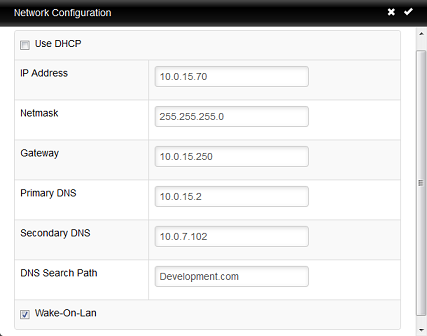 Network Configuration
Use DHCP
IP Address 10.0.15.70
Netmask 255.255.255.0
Gateway 10.0.15.250
Primary DNS 10.0.15.2
Secondary DNS 10.0.7.102
DNS Search Path Development.com
Wake-On-Lan